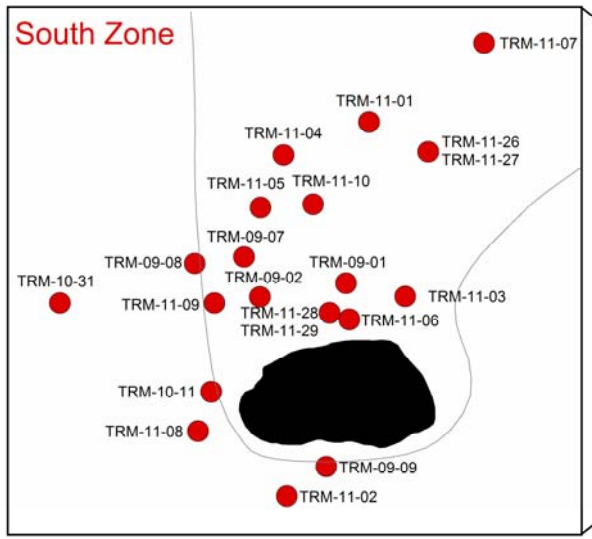 South Zone
TRM-11-07
TRM-11-01
TRM-11-04
TRM-11-26
TRM-11-27
TRM-11-05
TRM-11-10
TRM-09-07
TRM-09-08
TRM-10-31
TRM-09-02
TRM-09-01
TRM-11-09
TRM-11-28
TRM-11-29
TRM-11-03
TRM-11-06
TRM-10-11
TRM-11-08
TRM-09-09
TRM-11-02